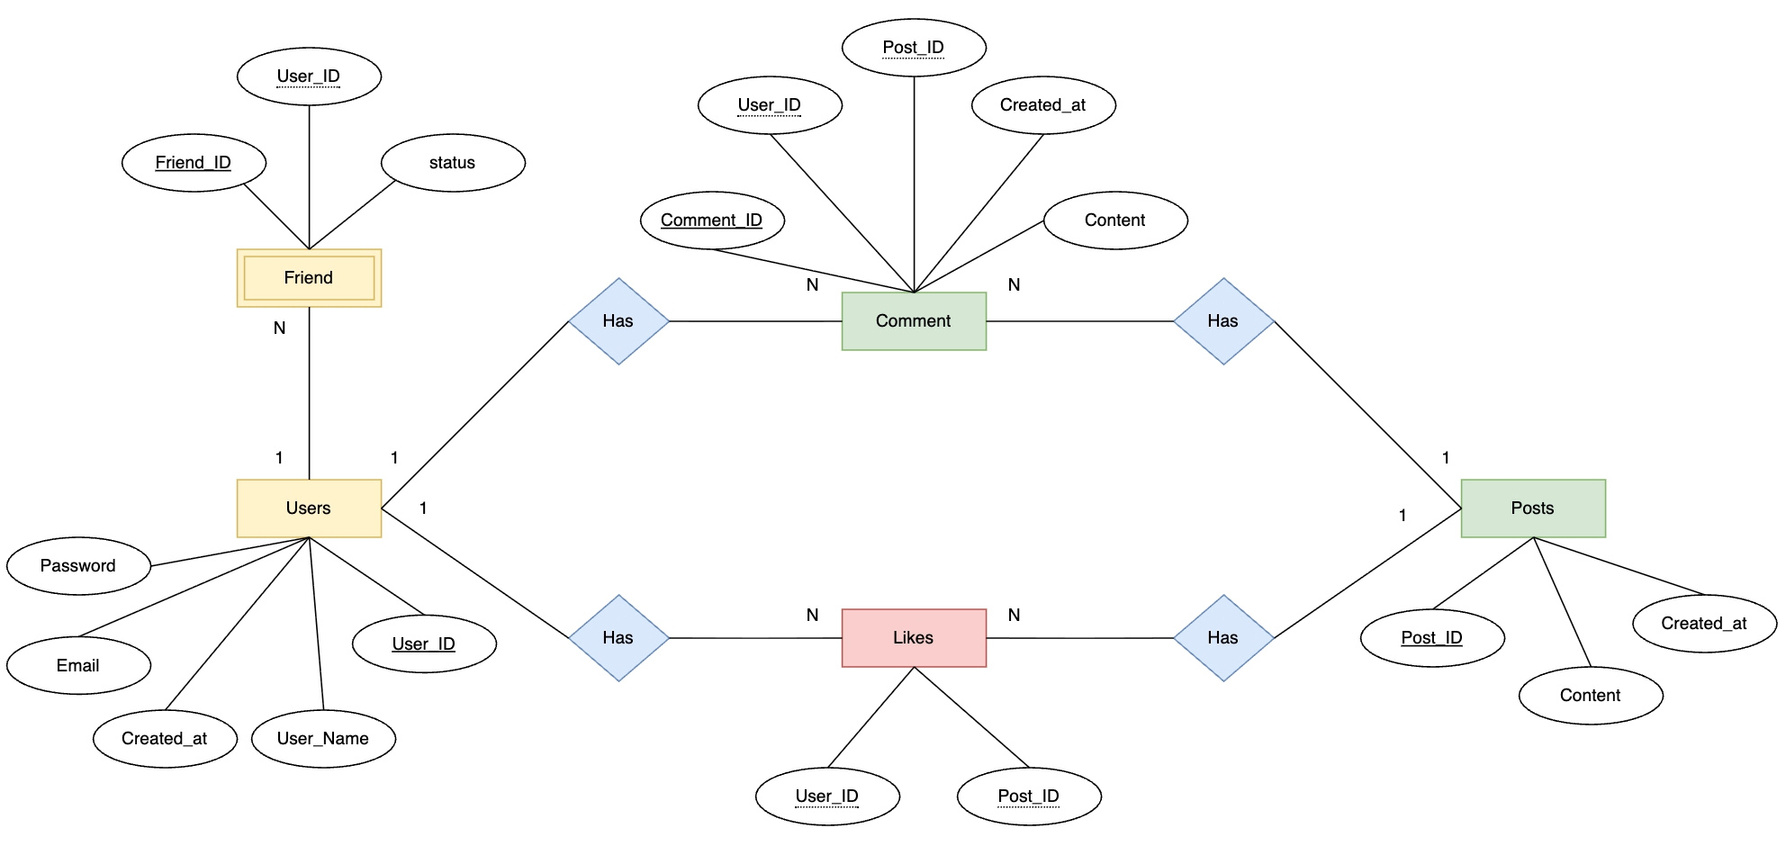 Post_ID
User_ID
User_ID
Created_at
Friend_ID
status
Comment_ID
Content
Friend
N
N
N
Has
Comment
Has
1
1
1
Users
1
1
Posts
Password
Email
User_ID
Created_at
User_Name
N
N
Has
Likes
Has
Post_ID
Created_at
Content
User_ID
Post_ID